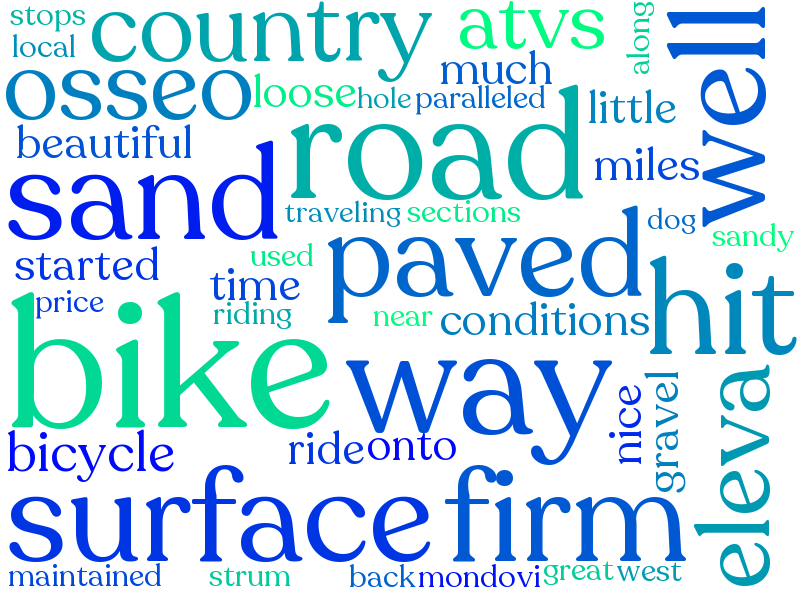 stops
country
atvs
along
well
local
osseo
loose
hole
much
paralleled
little
beautiful
road
miles
sand
traveling
sections
dog
sandy
started
used
time
paved
hit
price
riding
near
conditions
bike
way
nice
gravel
eleva
bicycle
ride
onto
surface
firm
maintained
strum
back
mondovi
great
west